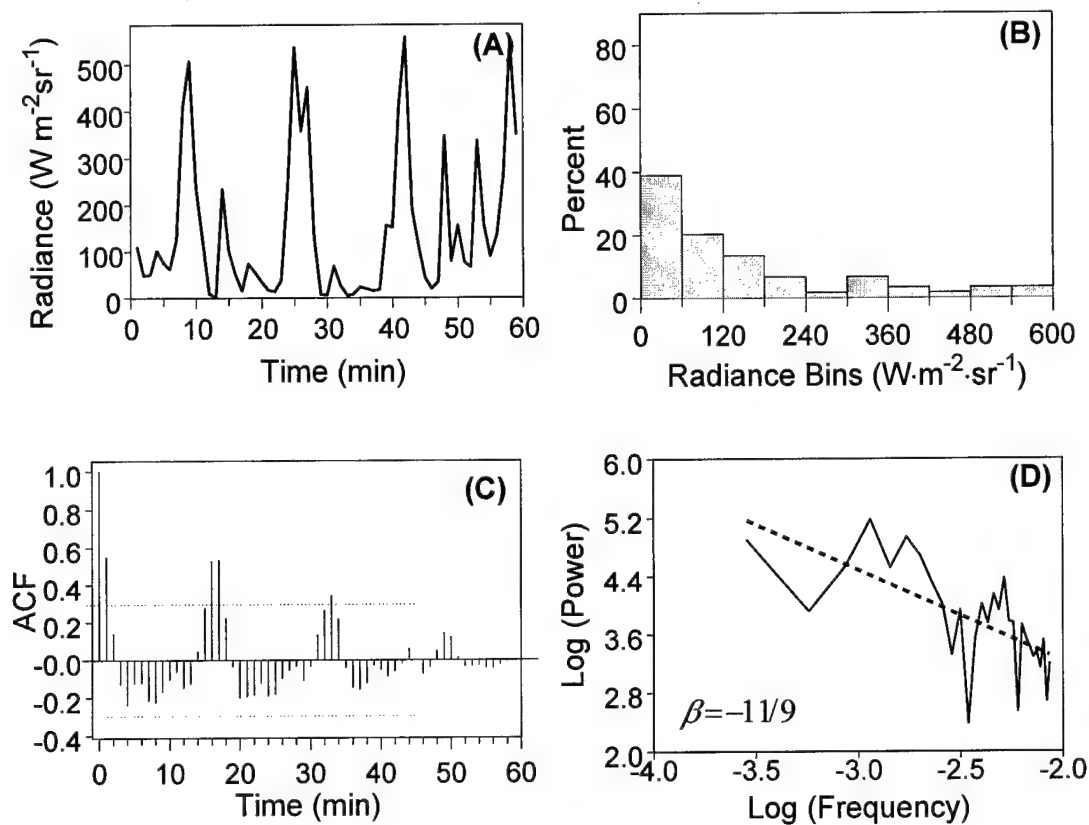 (A)
Radiance (W m⁻²sr⁻¹)
500
400
300
200
100
0
0 10 20 30 40 50 60
Time (min)
(B)
Percent
80
60
40
20
0
0 120 240 360 480 600
Radiance Bins (W·m⁻²·sr⁻¹)
(C)
ACF
1.0
0.8
0.6
0.4
0.2
-0.0
-0.2
-0.4
0 10 20 30 40 50 60
Time (min)
(D)
Log (Power)
6.0
5.2
4.4
3.6
2.8
2.0
β=-11/9
-4.0 -3.5 -3.0 -2.5 -2.0
Log (Frequency)